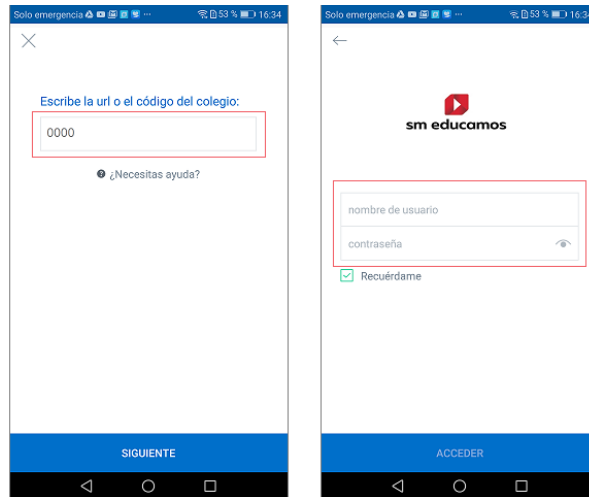 Solo emergencia 53 % 16:34
Escribe la url o el código del colegio:
0000
¿Necesitas ayuda?
SIGUIENTE
Solo emergencia 53 % 16:34
sm educamos
nombre de usuario
contraseña
Recuérdame
ACCEDER